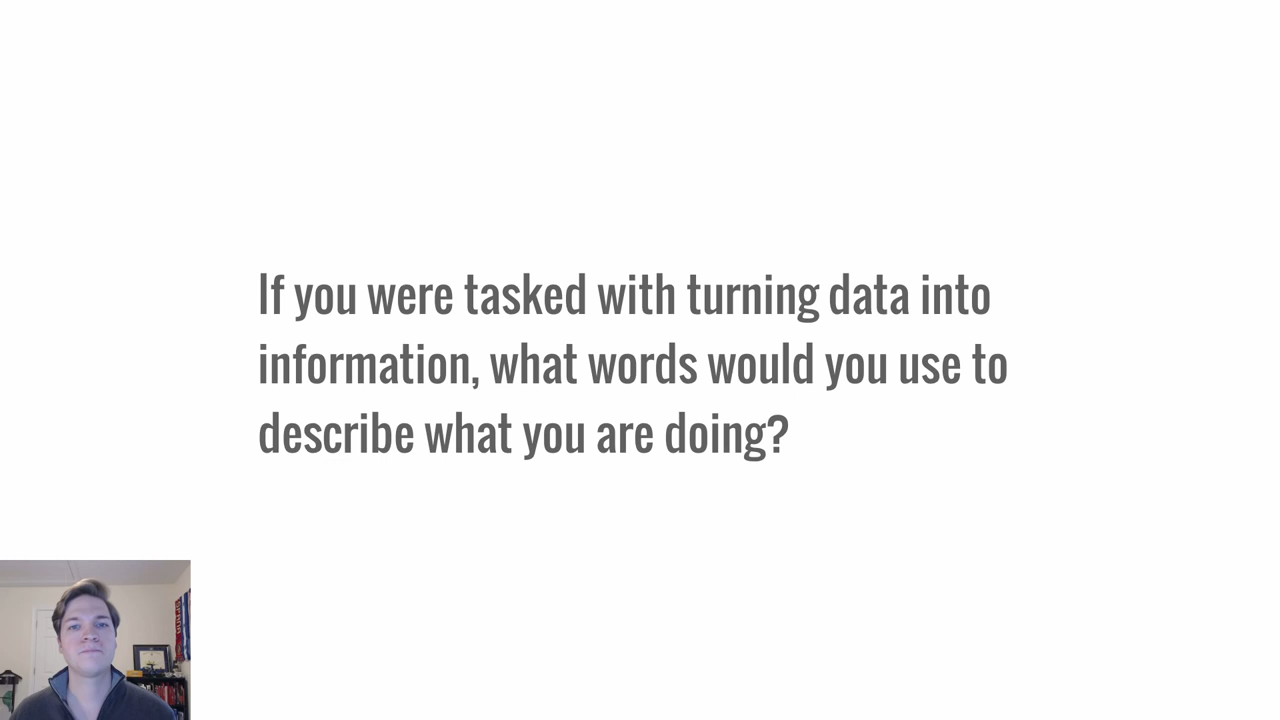 If you were tasked with turning data into
information, what words would you use to
describe what you are doing?